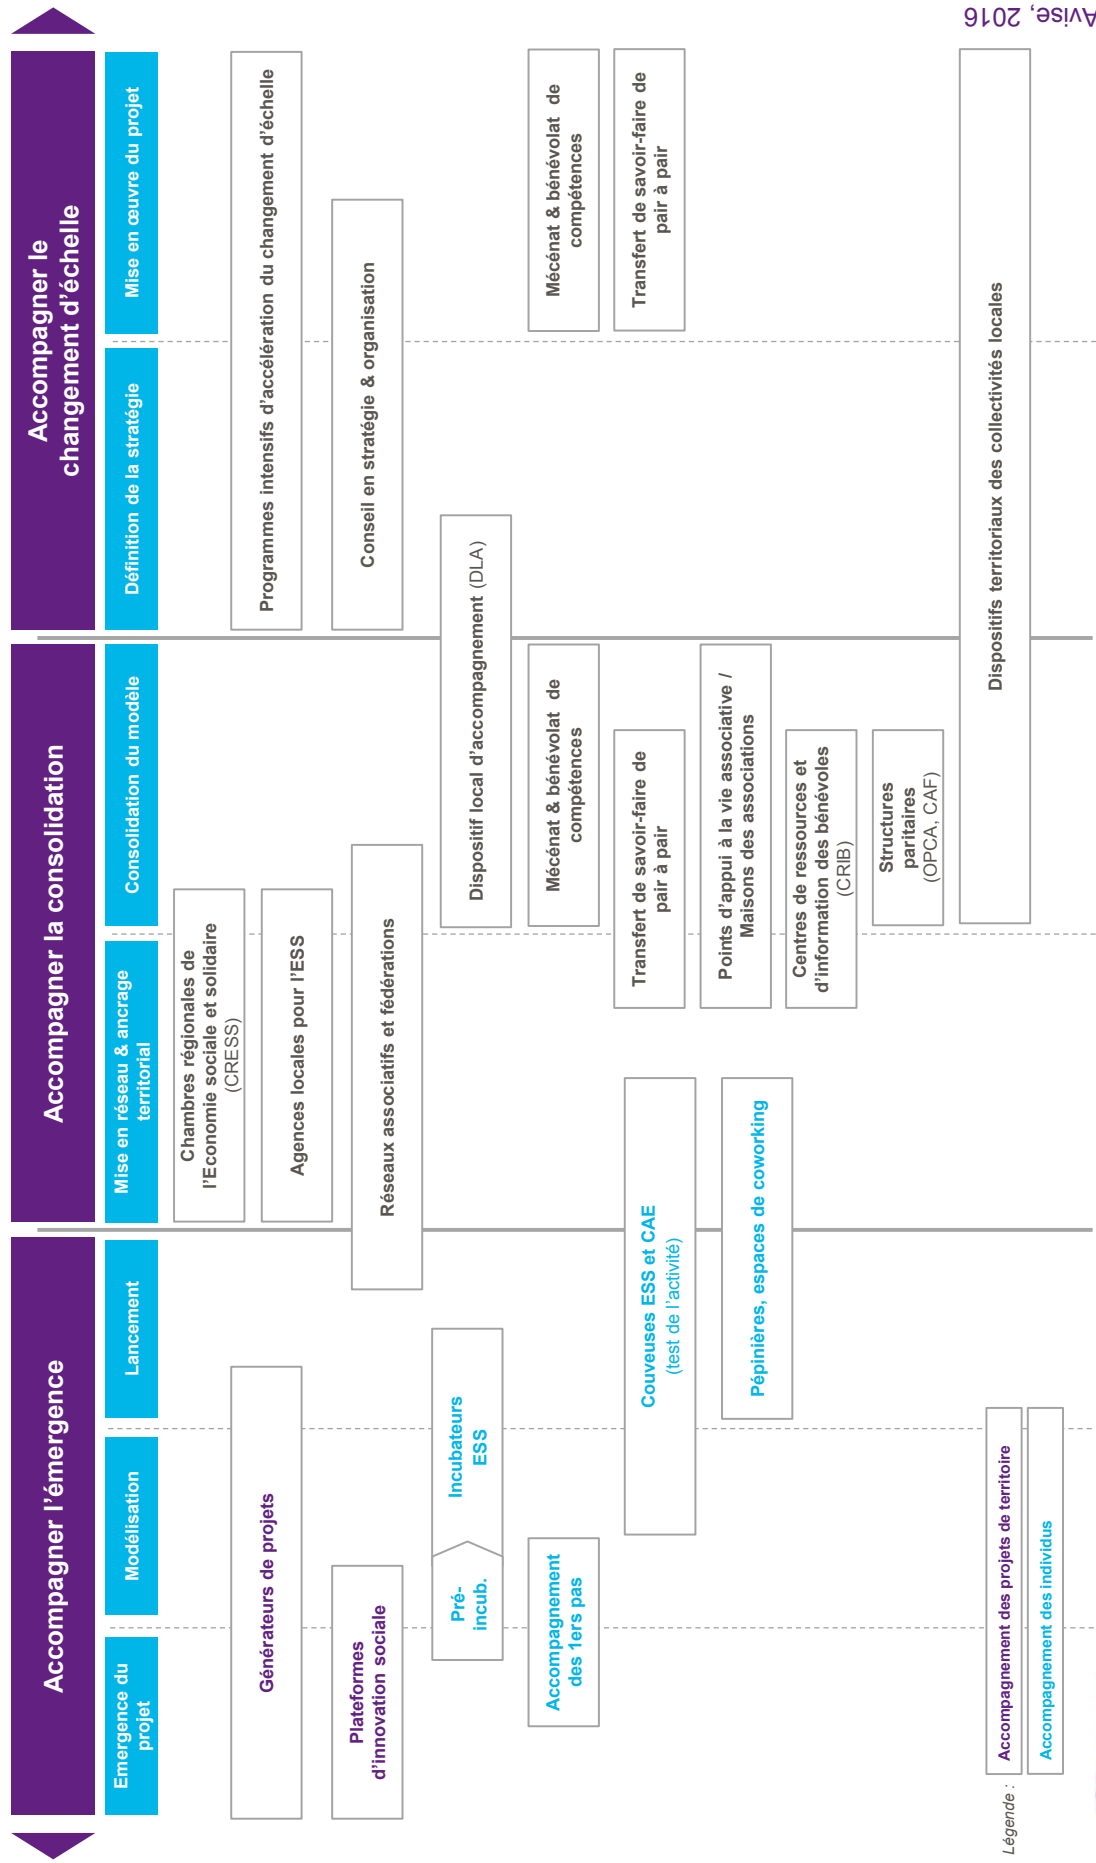 Accompagner l'émergence
Accompagner la consolidation
Accompagner le
changement d'échelle
Emergence du
projet
Modélisation
Lancement
Mise en réseau & ancrage
territorial
Consolidation du modèle
Définition de la stratégie
Mise en œuvre du projet
Chambres régionales de
l'Economie sociale et solidaire
(CRESS)
Générateurs de projets
Agences locales pour l'ESS
Programmes intensifs d'accélération du changement d'échelle
Plateformes
d'innovation sociale
Réseaux associatifs et fédérations
Conseil en stratégie & organisation
Pré-
incub.
Incubateurs
ESS
Dispositif local d'accompagnement (DLA)
Accompagnement
des 1ers pas
Mécénat & bénévolat de
compétences
Mécénat & bénévolat de
compétences
Couveuses ESS et CAE
(test de l'activité)
Transfert de savoir-faire de
pair à pair
Transfert de savoir-faire de
pair à pair
Pépinières, espaces de coworking
Points d'appui à la vie associative /
Maisons des associations
Centres de ressources et
d'information des bénévoles
(CRIB)
Structures
paritaires
(OPCA, CAF)
Dispositifs territoriaux des collectivités locales
Légende :
Accompagnement des projets de territoire
Accompagnement des individus
Avise, 2016